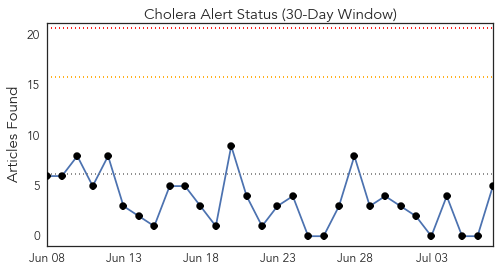 Cholera Alert Status (30-Day Window)
Articles Found
20
15
10
5
0
Jun 08 Jun 13 Jun 18 Jun 23 Jun 28 Jul 03